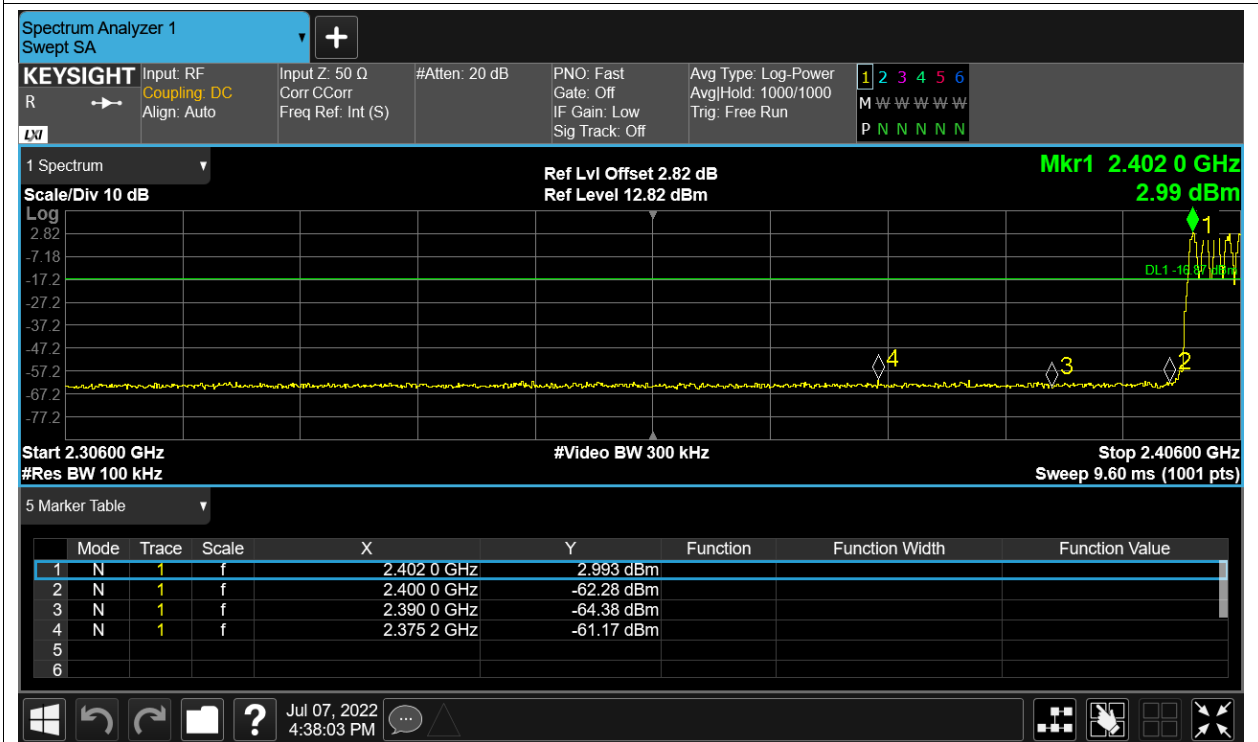 Spectrum Analyzer 1
Swept SA
KEYSIGHT Input: RF Input Z: 50 Ω #Atten: 20 dB PNO: Fast Avg Type: Log-Power 1 2 3 4 5 6
R Coupling: DC Corr CCorr Gate: Off Avg|Hold: 1000/1000 M W W W W W
Align: Auto Freq Ref: Int (S) IF Gain: Low Trig: Free Run
LXI Sig Track: Off P N N N N N
1 Spectrum Ref Lvl Offset 2.82 dB Mkr1 2.402 0 GHz
Scale/Div 10 dB Ref Level 12.82 dBm 2.99 dBm
Log
1
2.82
-7.18
DL1 -16.87 dBm
-17.2
-27.2
-37.2
-47.2
4 3 2
-57.2
-67.2
-77.2
Start 2.30600 GHz #Video BW 300 kHz Stop 2.40600 GHz
#Res BW 100 kHz Sweep 9.60 ms (1001 pts)
5 Marker Table
Mode Trace Scale X Y Function Function Width Function Value
1 N 1 f 2.402 0 GHz 2.993 dBm
2 N 1 f 2.400 0 GHz -62.28 dBm
3 N 1 f 2.390 0 GHz -64.38 dBm
4 N 1 f 2.375 2 GHz -61.17 dBm
5
6
? Jul 07, 2022
4:38:03 PM